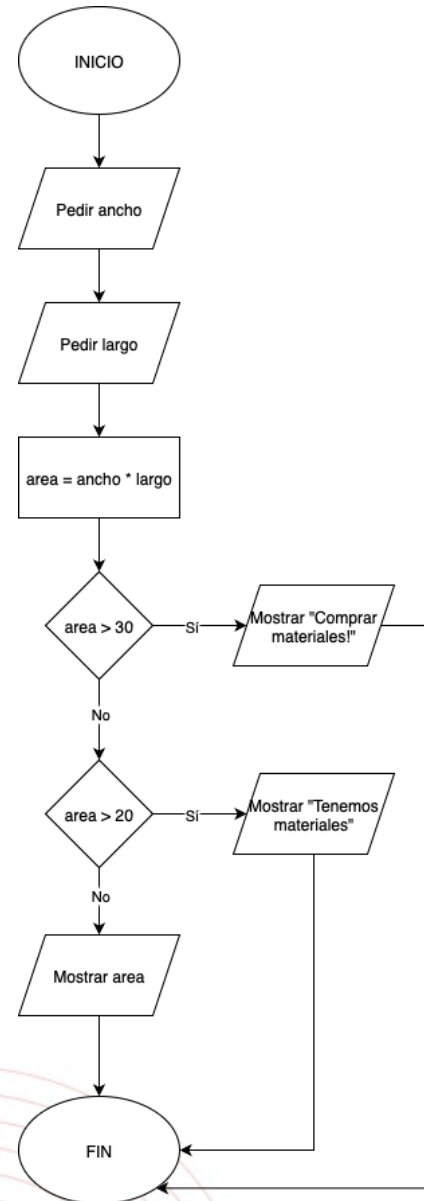 INICIO
Pedir ancho
Pedir largo
area = ancho * largo
area > 30
Sí
Mostrar "Comprar
materiales!"
No
area > 20
Sí
Mostrar "Tenemos
materiales"
No
Mostrar area
FIN